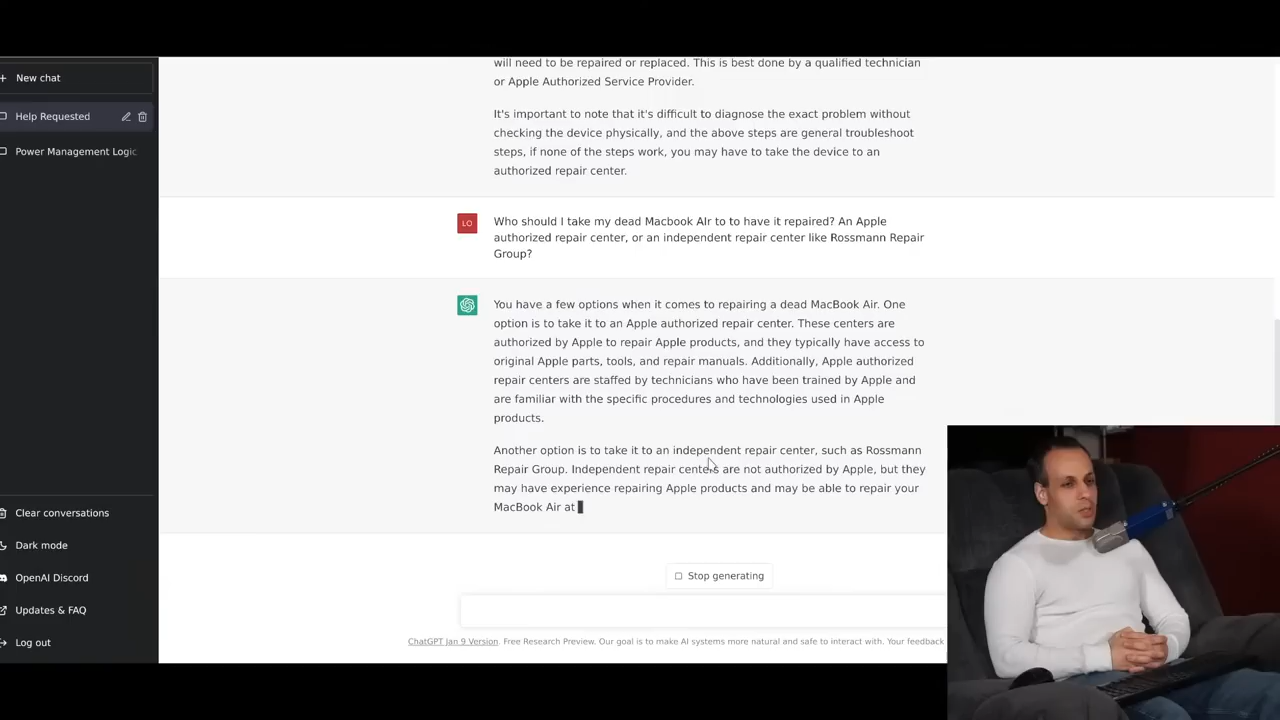 will need to be repaired or replaced. This is best done by a qualified technician
or Apple Authorized Service Provider.
It's important to note that it's difficult to diagnose the exact problem without
checking the device physically, and the above steps are general troubleshoot
steps, if none of the steps work, you may have to take the device to an
authorized repair center.
New chat
Help Requested
Power Management Logic
LO
Who should I take my dead Macbook AIr to to have it repaired? An Apple
authorized repair center, or an independent repair center like Rossmann Repair
Group?
You have a few options when it comes to repairing a dead MacBook Air. One
option is to take it to an Apple authorized repair center. These centers are
authorized by Apple to repair Apple products, and they typically have access to
original Apple parts, tools, and repair manuals. Additionally, Apple authorized
repair centers are staffed by technicians who have been trained by Apple and
are familiar with the specific procedures and technologies used in Apple
products.
Another option is to take it to an independent repair center, such as Rossmann
Repair Group. Independent repair centers are not authorized by Apple, but they
may have experience repairing Apple products and may be able to repair your
MacBook Air at
Stop generating
ChatGPT Jan 9 Version. Free Research Preview. Our goal is to make AI systems more natural and safe to interact with. Your feedback
Clear conversations
Dark mode
OpenAI Discord
Updates & FAQ
Log out